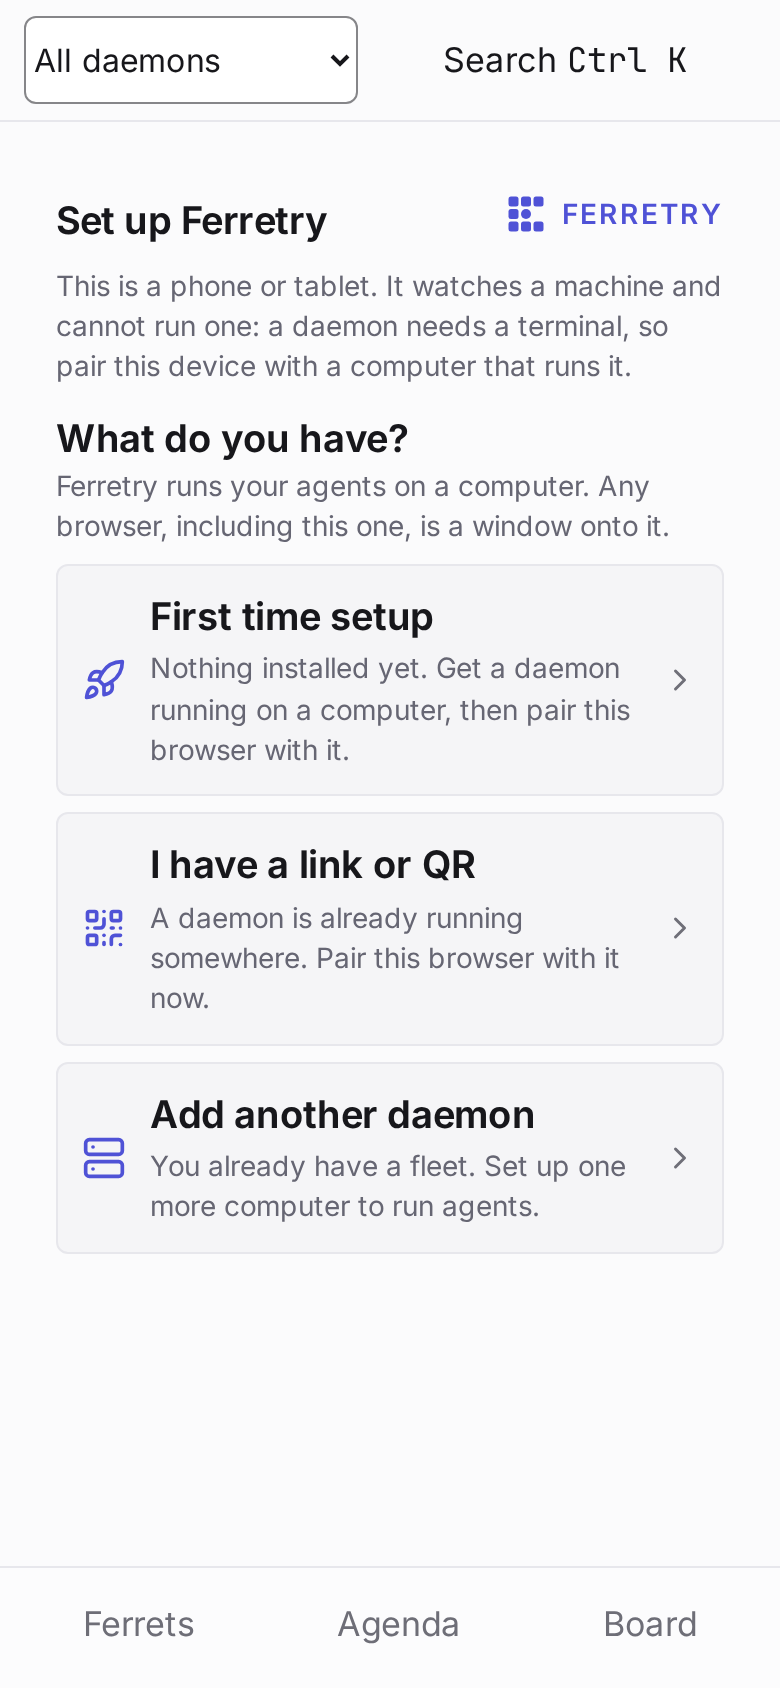 All daemons
Search Ctrl K
Set up Ferretry
FERRETRY
This is a phone or tablet. It watches a machine and
cannot run one: a daemon needs a terminal, so
pair this device with a computer that runs it.
What do you have?
Ferretry runs your agents on a computer. Any
browser, including this one, is a window onto it.
First time setup
Nothing installed yet. Get a daemon
running on a computer, then pair this
browser with it.
I have a link or QR
A daemon is already running
somewhere. Pair this browser with it
now.
Add another daemon
You already have a fleet. Set up one
more computer to run agents.
Ferrets
Agenda
Board